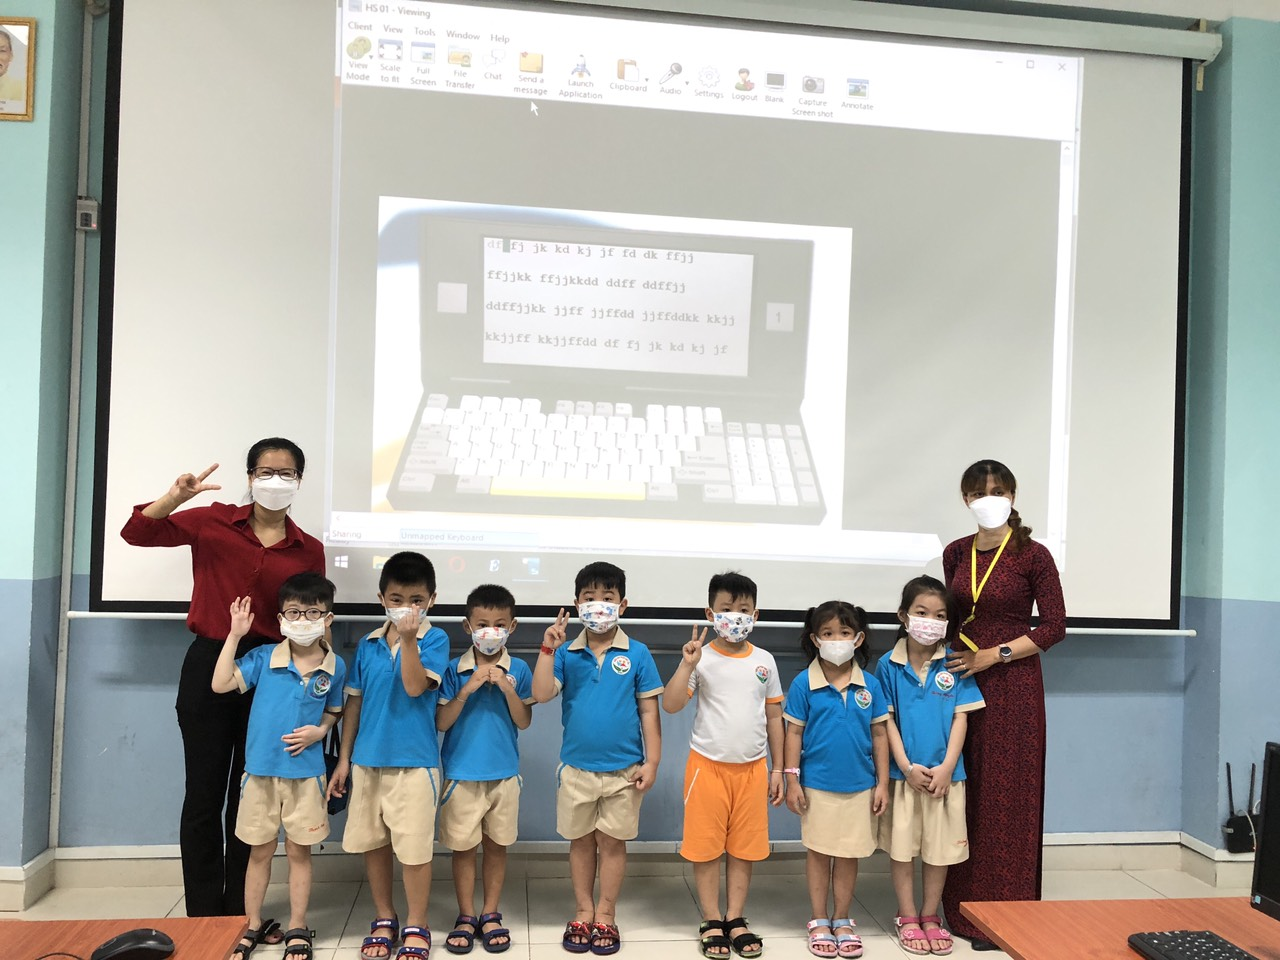 HS 01 - Viewing
Client View Tools Window Help
View Mode
Scale to fit
Full Screen
File Transfer
Chat
Send a message
Launch Application
Clipboard
Audio
Settings
Logout
Blank
Capture Screen shot
Annotate
df fj jk kd kj jf fd dk ffjj
ffjjkk ffjjkkdd ddff ddffjj
ddffjjkk jjff jjffdd jjffddkk kkjj
kkjjff kkjjffdd df fj jk kd kj jf
1
Sharing
Unmapped Keyboard